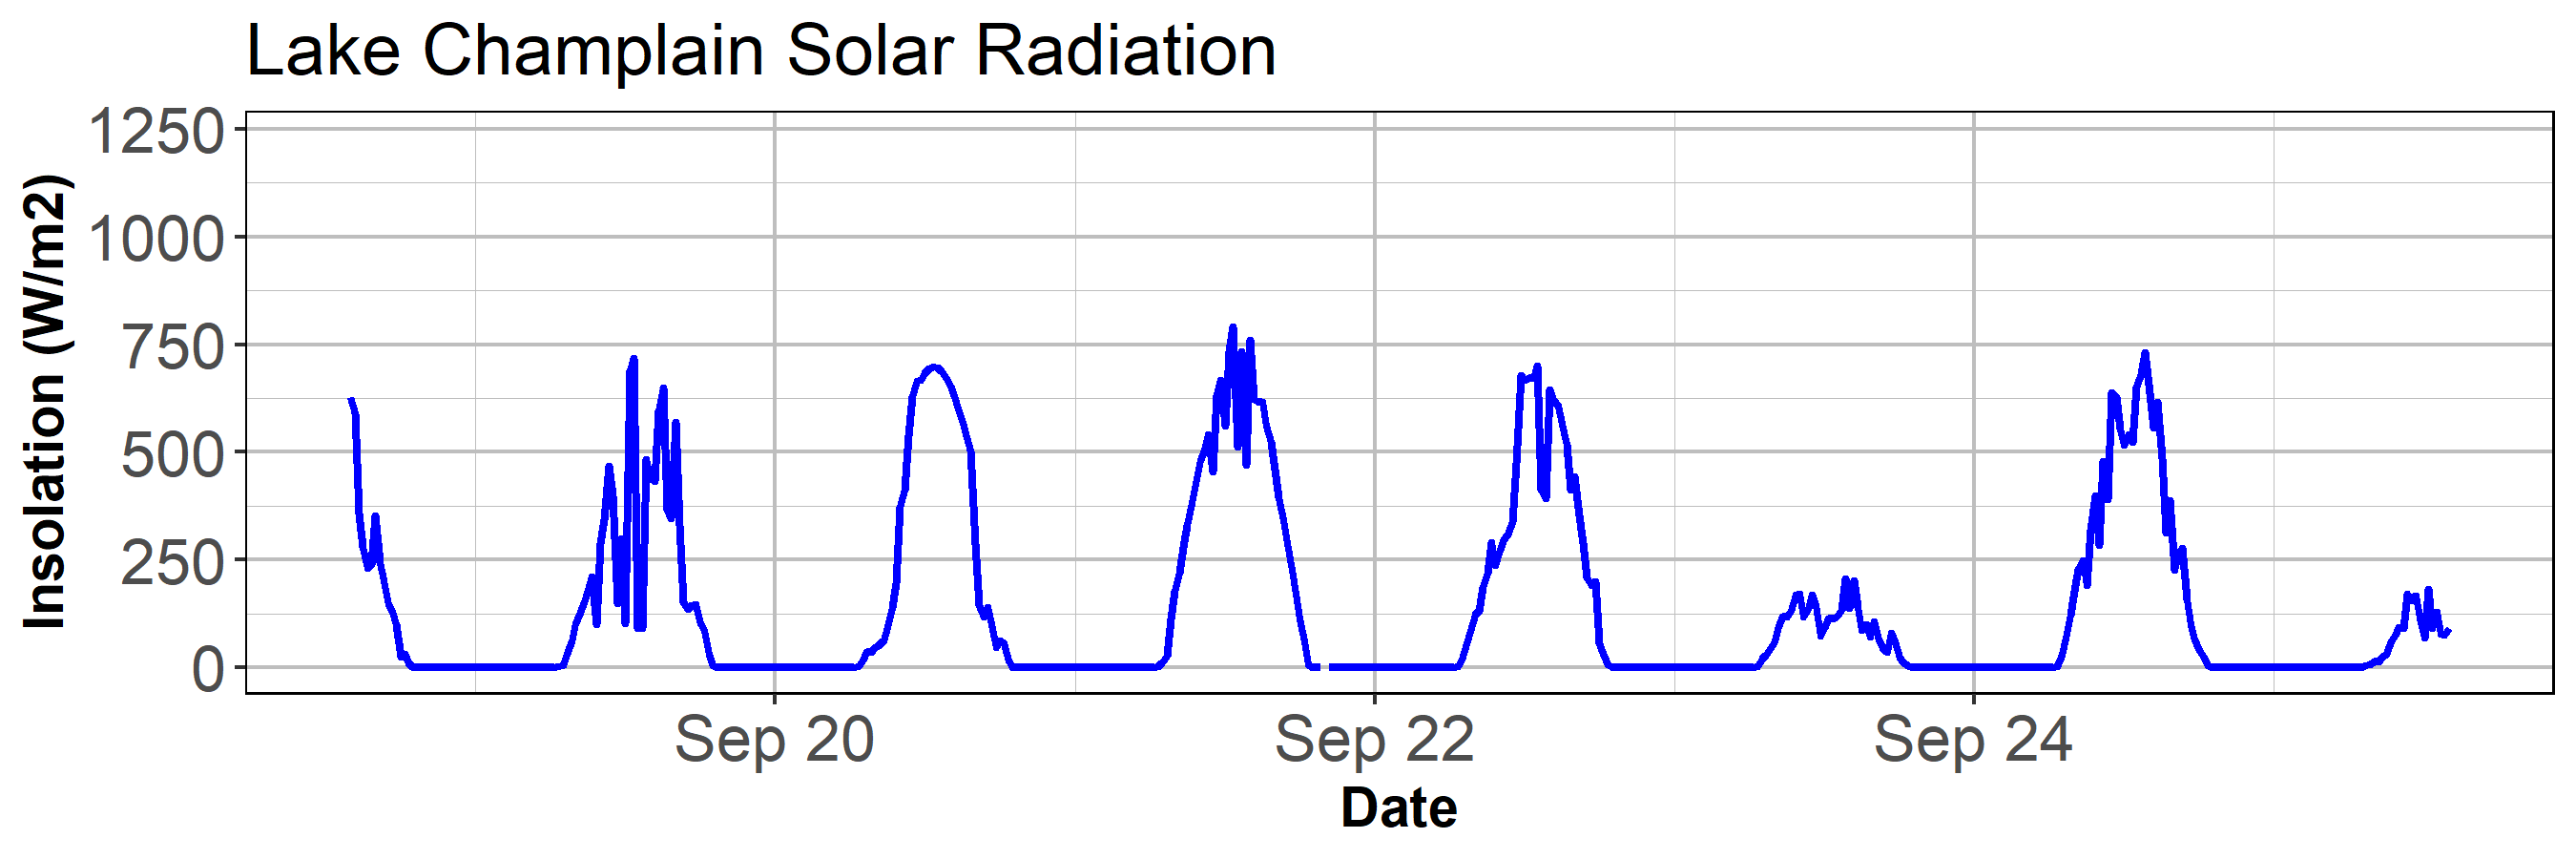 Lake Champlain Solar Radiation
Insolation (W/m2)
1250
1000
750
500
250
0
Sep 20 Sep 22 Sep 24
Date